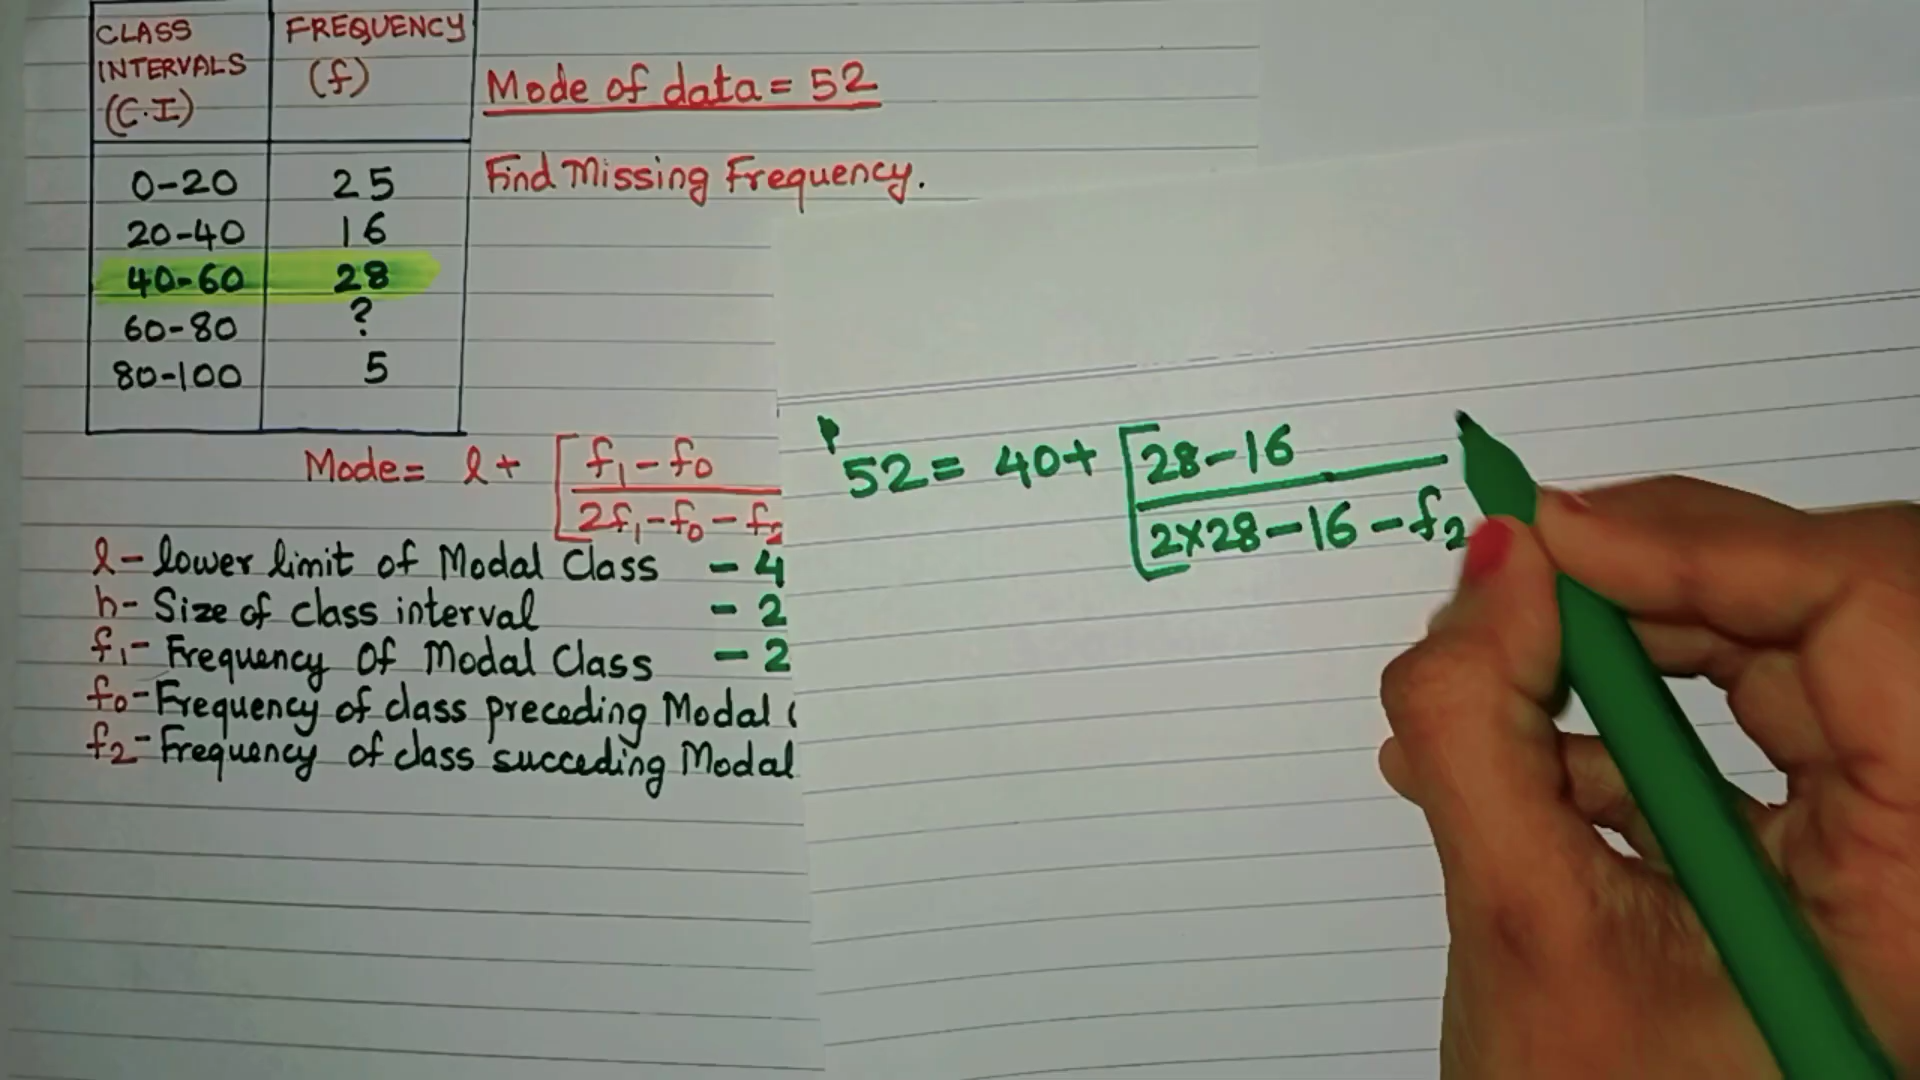 CLASS INTERVALS (C.I) FREQUENCY (f)
Mode of data = 52
Find Missing Frequency.
0-20 25
20-40 16
40-60 28
60-80 ?
80-100 5
Mode = l + [f1 - f0
2f1 - f0 - f2
52 = 40 + [28 - 16
2×28 - 16 - f2
l - lower limit of Modal Class - 4
h - Size of class interval - 2
f1 - Frequency Of Modal Class - 2
f0 - Frequency of class preceding Modal
f2 - Frequency of class succeding Modal